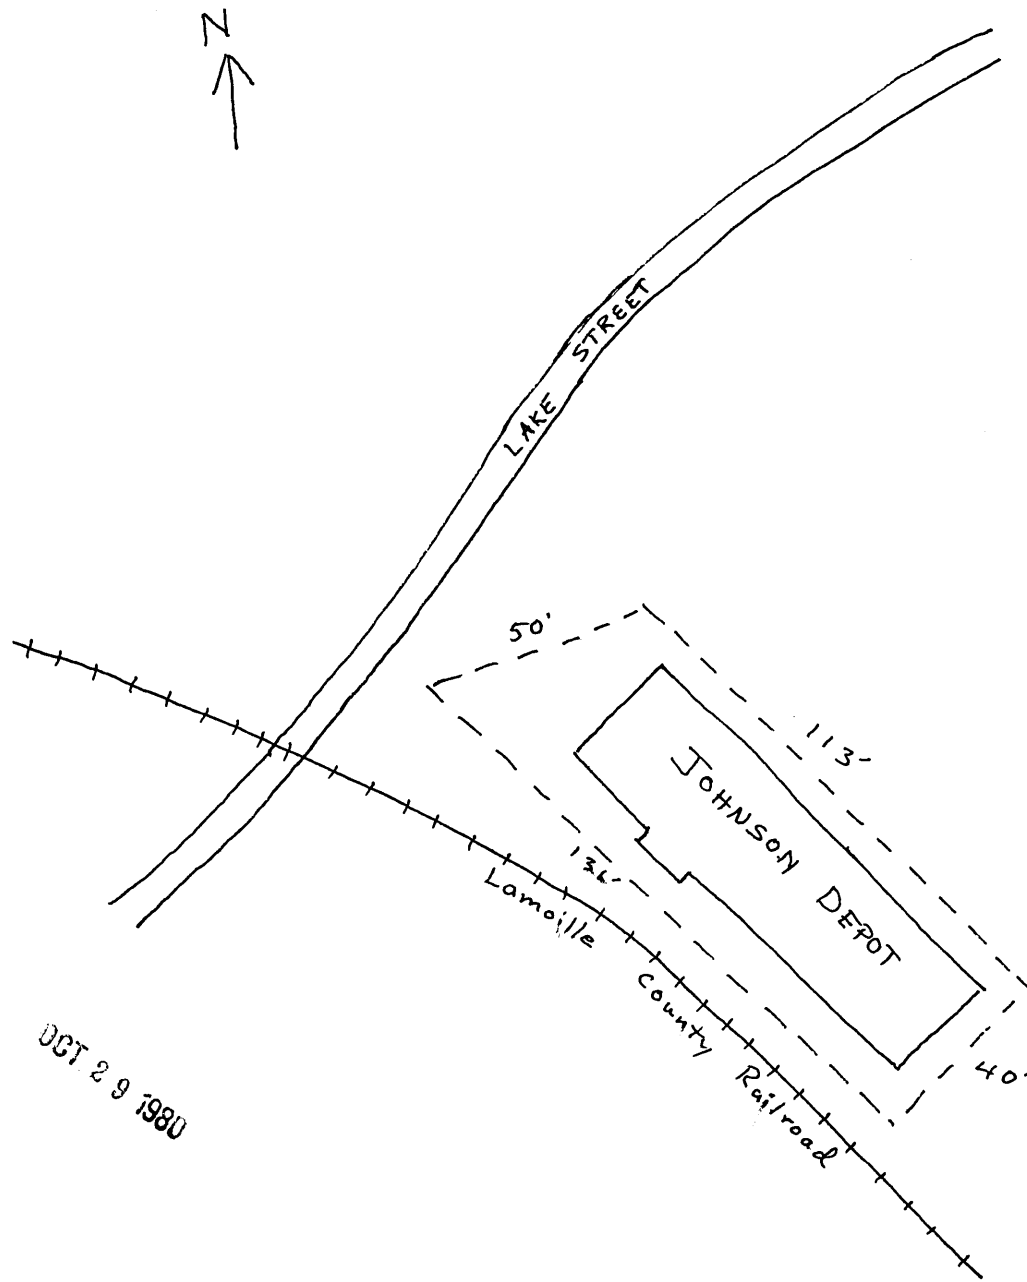 N
LAKE STREET
50'
113'
JOHNSON DEPOT
136'
Lamoille County Railroad
40'
OCT 29 1980